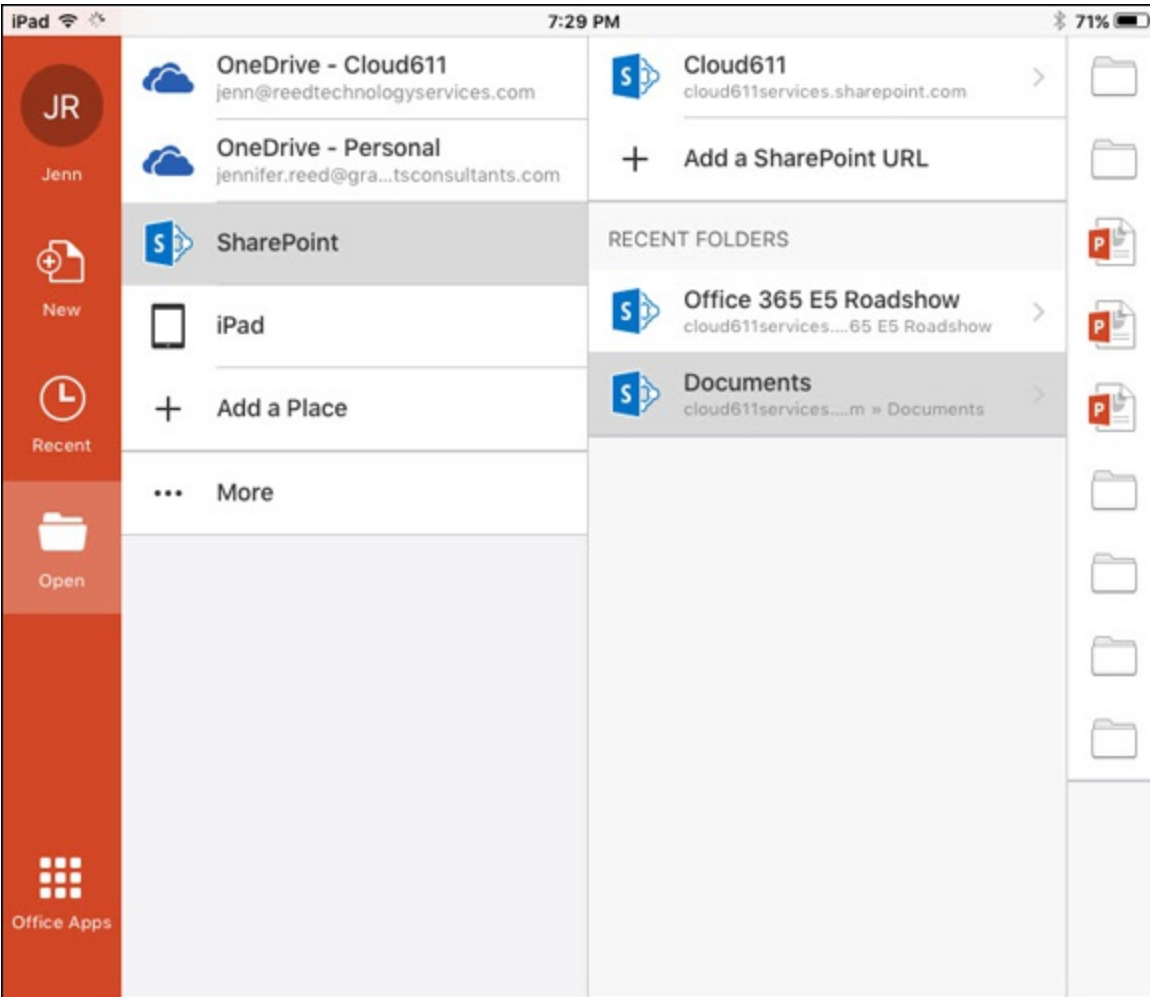 iPad 7:29 PM 71%
JR
Jenn
New
Recent
Open
Office Apps
OneDrive - Cloud611
jenn@reedtechnologyservices.com
OneDrive - Personal
jennifer.reed@gra...tsconsultants.com
SharePoint
iPad
Add a Place
More
Cloud611
cloud611services.sharepoint.com
Add a SharePoint URL
RECENT FOLDERS
Office 365 E5 Roadshow
cloud611services....65 E5 Roadshow
Documents
cloud611services....m » Documents